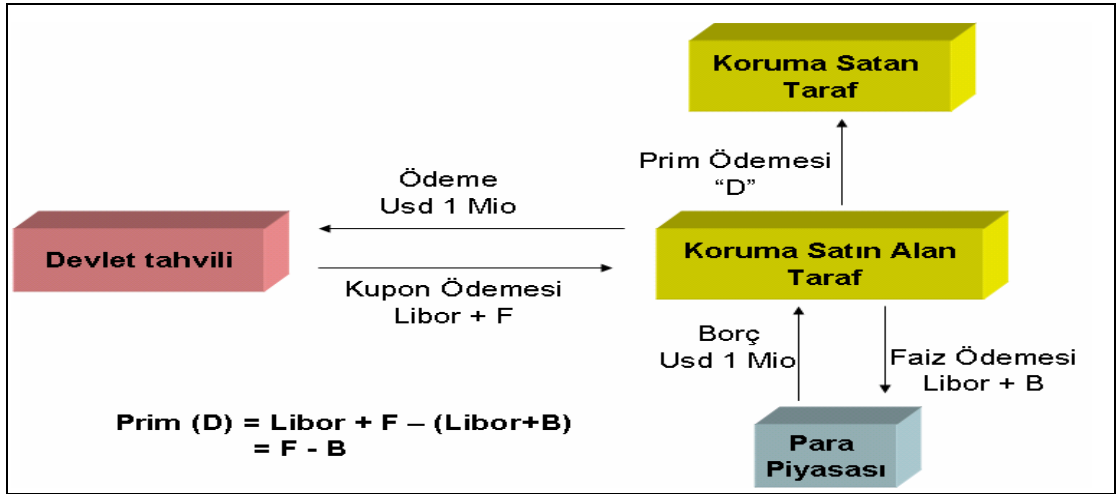 Koruma Satan
Taraf
Prim Ödemesi
“D”
Ödeme
Usd 1 Mio
Devlet tahvili
Koruma Satın Alan
Taraf
Kupon Ödemesi
Libor + F
Borç
Usd 1 Mio
Faiz Ödemesi
Libor + B
Prim (D) = Libor + F – (Libor+B)
= F - B
Para
Piyasası